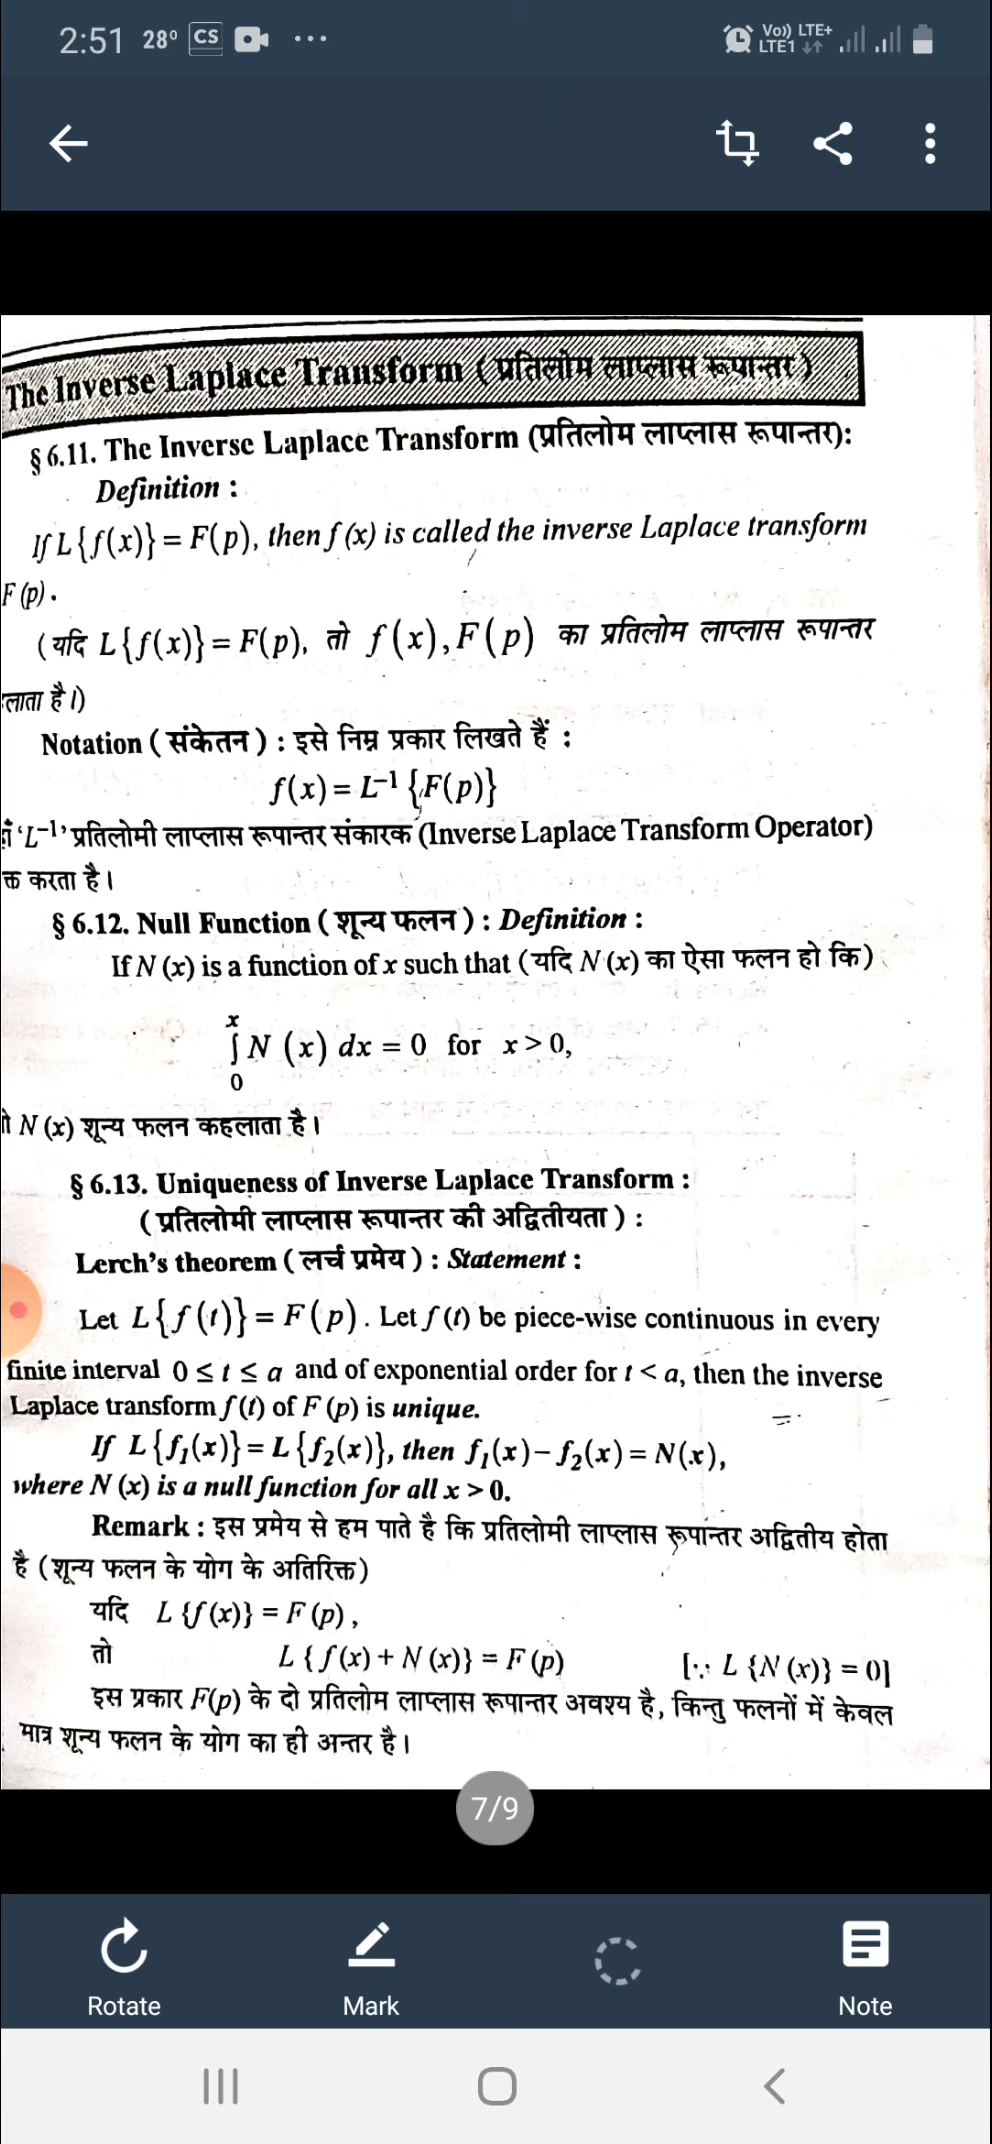 2:51 28° CS ... Vo)) LTE+ LTE1
The Inverse Laplace Transform (प्रतिलोम लाप्लास रूपान्तर)
§ 6.11. The Inverse Laplace Transform (प्रतिलोम लाप्लास रूपान्तर):
Definition :
If L{f(x)} = F(p), then f (x) is called the inverse Laplace transform
F (p).
(यदि L{f(x)} = F(p), तो f(x), F(p) का प्रतिलोम लाप्लास रूपान्तर
लाता है।)
Notation (संकेतन) : इसे निम्न प्रकार लिखते हैं :
f(x) = L⁻¹ {F(p)}
'L⁻¹' प्रतिलोमी लाप्लास रूपान्तर संकारक (Inverse Laplace Transform Operator)
क्त करता है।
§ 6.12. Null Function (शून्य फलन) : Definition :
If N (x) is a function of x such that (यदि N (x) का ऐसा फलन हो कि)
x
∫ N (x) dx = 0 for x > 0,
0
N (x) शून्य फलन कहलाता है।
§ 6.13. Uniqueness of Inverse Laplace Transform :
(प्रतिलोमी लाप्लास रूपान्तर की अद्वितीयता) :
Lerch's theorem (लर्च प्रमेय) : Statement :
Let L{f (t)} = F(p). Let f (t) be piece-wise continuous in every
finite interval 0 ≤ t ≤ a and of exponential order for t < a, then the inverse
Laplace transform f (t) of F (p) is unique.
If L{f₁(x)} = L{f₂(x)}, then f₁(x) – f₂(x) = N(x),
where N (x) is a null function for all x > 0.
Remark : इस प्रमेय से हम पाते है कि प्रतिलोमी लाप्लास रूपान्तर अद्वितीय होता
है (शून्य फलन के योग के अतिरिक्त)
यदि L {f (x)} = F (p),
तो L { f (x) + N (x)} = F (p) [∵ L {N (x)} = 0]
इस प्रकार F(p) के दो प्रतिलोम लाप्लास रूपान्तर अवश्य है, किन्तु फलनों में केवल
मात्र शून्य फलन के योग का ही अन्तर है।
7/9
Rotate Mark Note